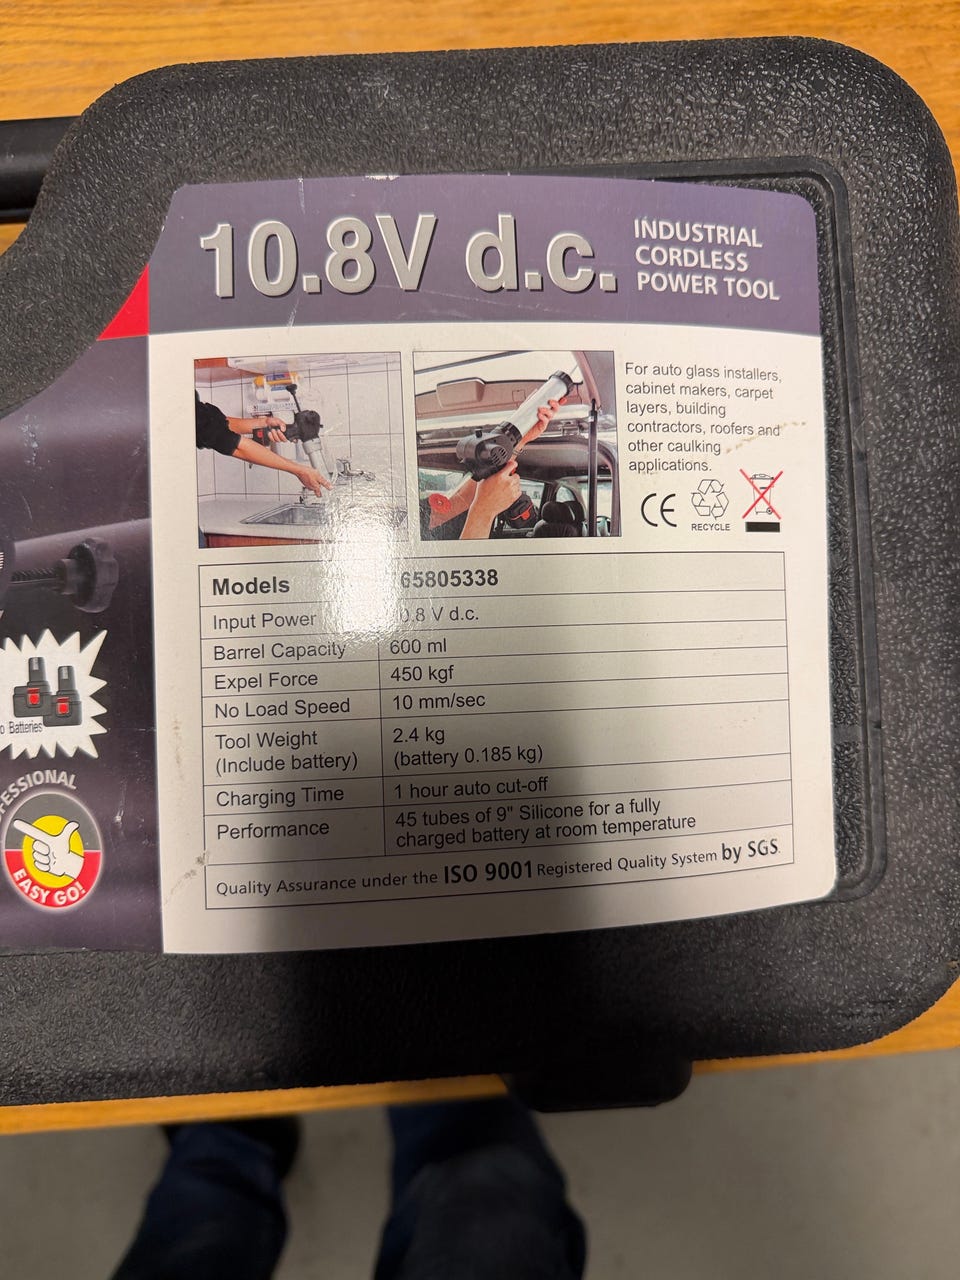 10.8V d.c.
INDUSTRIAL
CORDLESS
POWER TOOL
For auto glass installers,
cabinet makers, carpet
layers, building
contractors, roofers and
other caulking
applications.
CE
RECYCLE
Models 65805338
Input Power 0.8 V d.c.
Barrel Capacity 600 ml
Expel Force 450 kgf
No Load Speed 10 mm/sec
Tool Weight 2.4 kg
(Include battery) (battery 0.185 kg)
Charging Time 1 hour auto cut-off
Performance 45 tubes of 9" Silicone for a fully
charged battery at room temperature
Quality Assurance under the ISO 9001 Registered Quality System by SGS.
Batteries
ESSIONAL
EASY GO!